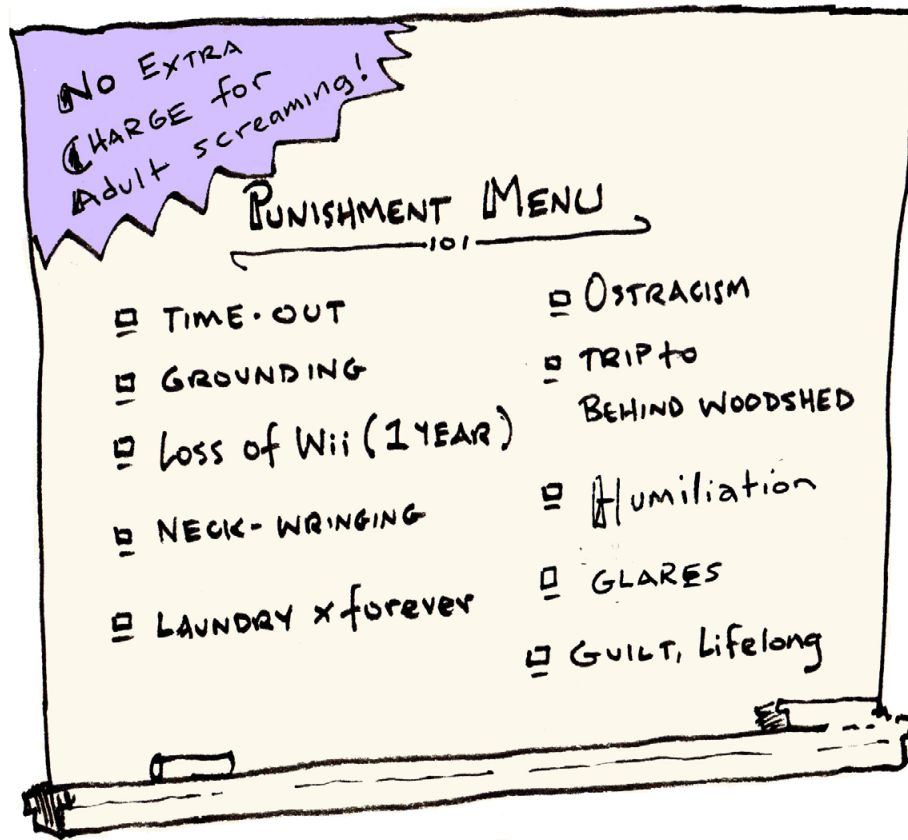 No Extra
Charge for
Adult screaming!
Punishment Menu
101
Time-out
Grounding
Loss of Wii (1 year)
Neck-wringing
Laundry x forever
Ostracism
Trip to
Behind woodshed
Humiliation
Glares
Guilt, Lifelong